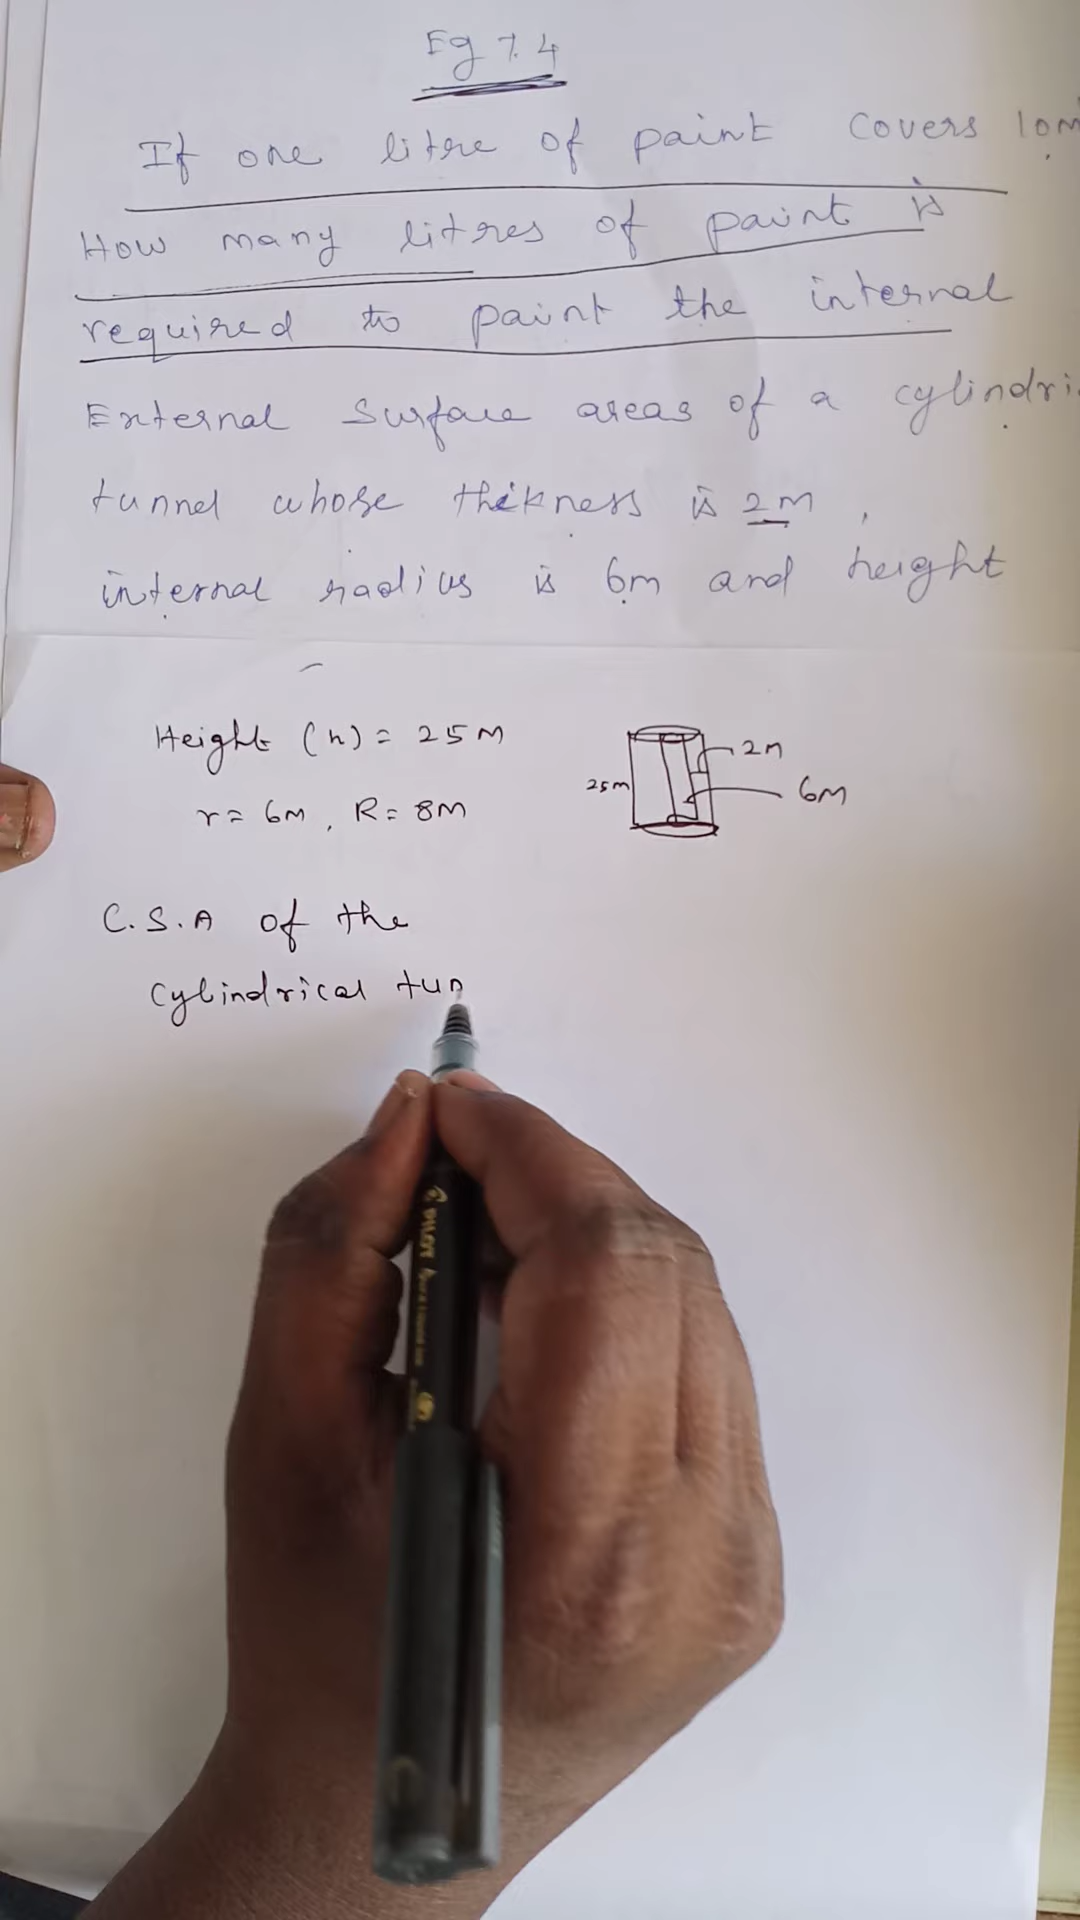 Eg 7.4
If one litre of paint covers 10m
How many litres of paint is
required to paint the internal
External surface areas of a cylindri
tunnel whose thikness is 2m,
internal radius is 6m and height
Height (h) = 25m
r = 6m, R = 8m
2m
25m
6m
C.S.A of the
cylindrical tun
PILOT